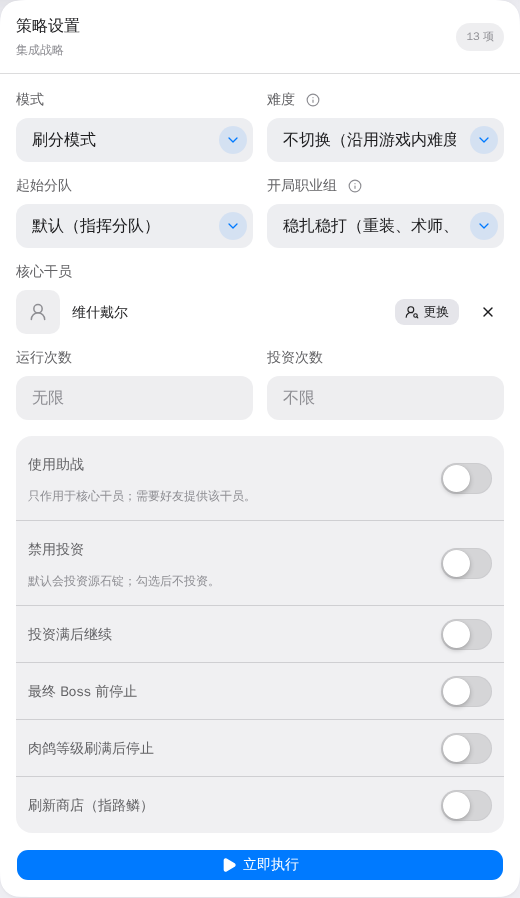 策略设置
集成战略
13 项
模式
难度
刷分模式
不切换（沿用游戏内难度
起始分队
开局职业组
默认（指挥分队）
稳扎稳打（重装、术师、
核心干员
维什戴尔
更换
运行次数
投资次数
无限
不限
使用助战
只作用于核心干员；需要好友提供该干员。
禁用投资
默认会投资源石锭；勾选后不投资。
投资满后继续
最终 Boss 前停止
肉鸽等级刷满后停止
刷新商店（指路鳞）
立即执行